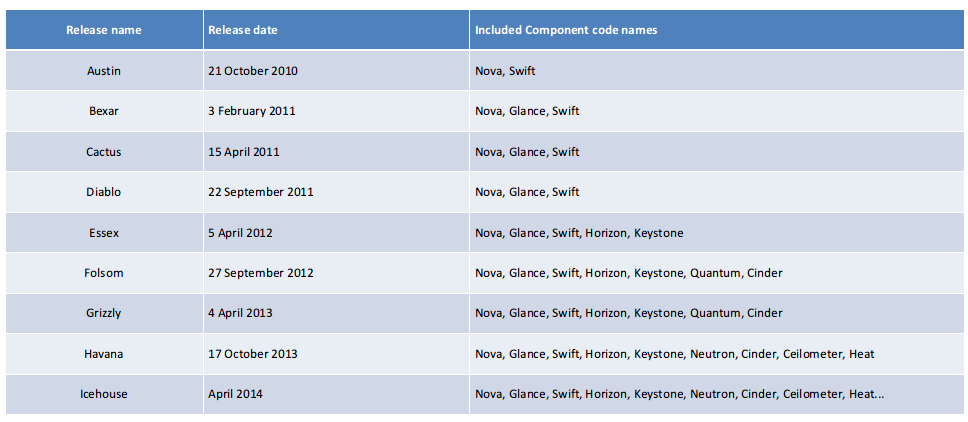 Release name Release date Included Component code names
Austin 21 October 2010 Nova, Swift
Bexar 3 February 2011 Nova, Glance, Swift
Cactus 15 April 2011 Nova, Glance, Swift
Diablo 22 September 2011 Nova, Glance, Swift
Essex 5 April 2012 Nova, Glance, Swift, Horizon, Keystone
Folsom 27 September 2012 Nova, Glance, Swift, Horizon, Keystone, Quantum, Cinder
Grizzly 4 April 2013 Nova, Glance, Swift, Horizon, Keystone, Quantum, Cinder
Havana 17 October 2013 Nova, Glance, Swift, Horizon, Keystone, Neutron, Cinder, Ceilometer, Heat
Icehouse April 2014 Nova, Glance, Swift, Horizon, Keystone, Neutron, Cinder, Ceilometer, Heat...